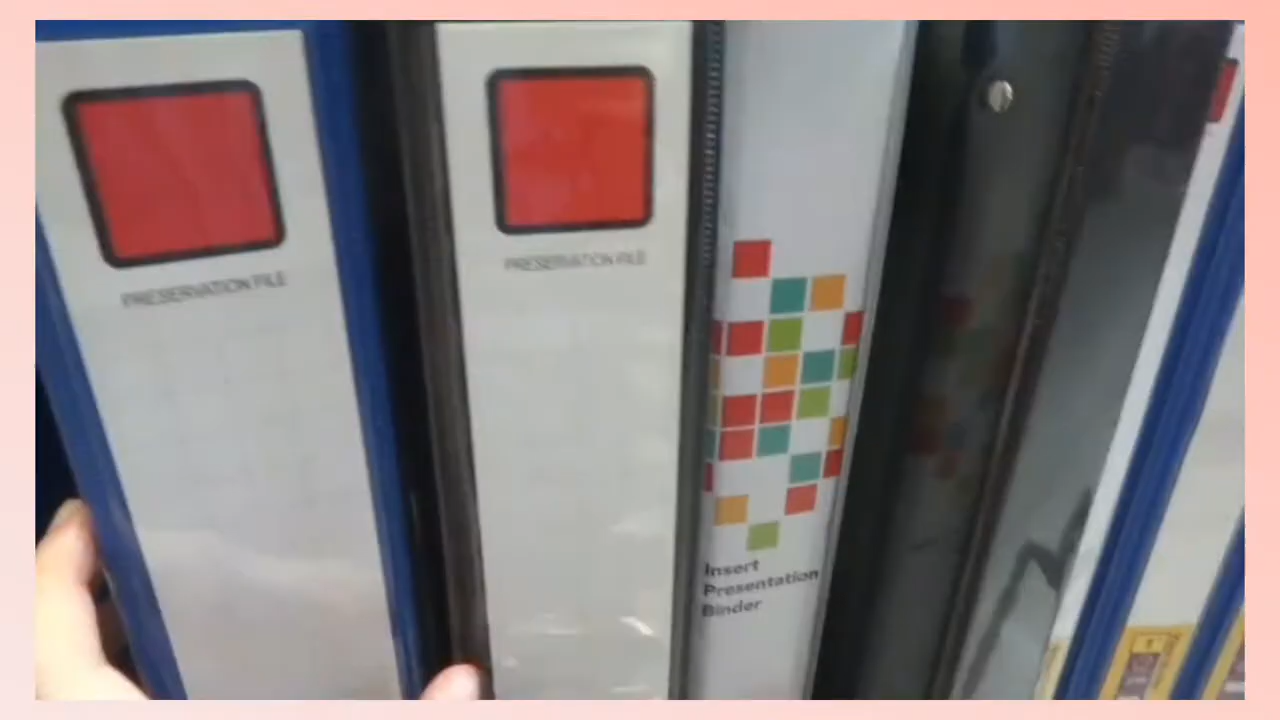 PRESERVATION FILE
PRESERVATION FILE
Insert
Presentation
Binder